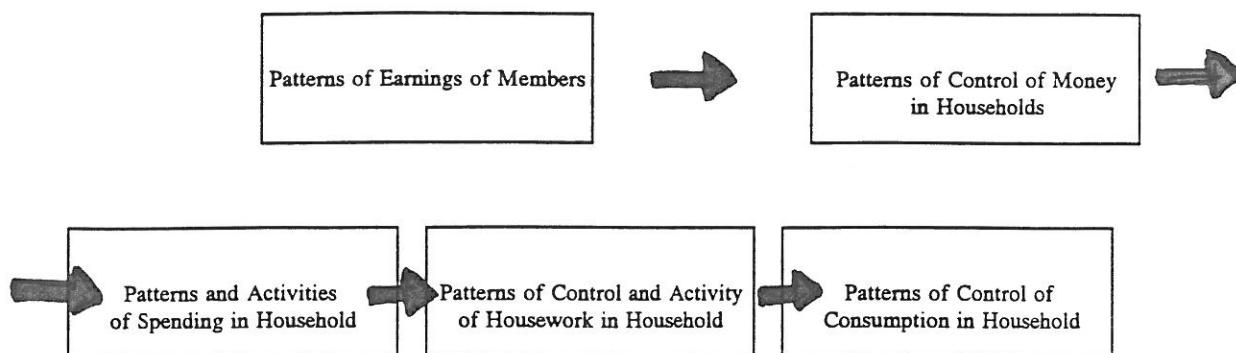 Patterns of Earnings of Members
Patterns of Control of Money
in Households
Patterns and Activities
of Spending in Household
Patterns of Control and Activity
of Housework in Household
Patterns of Control of
Consumption in Household